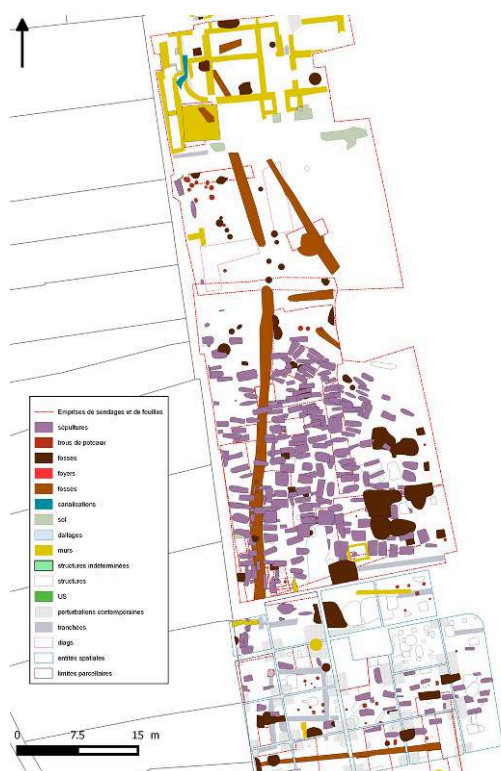 Emprises de sondages et de fouilles
sépultures
trous de poteaux
fosses
foyers
fossés
canalisations
sol
dallages
murs
structures indéterminées
structures
US
perturbations contemporaines
tranchées
diags
entités spatiales
limites parcellaires
0 7.5 15 m